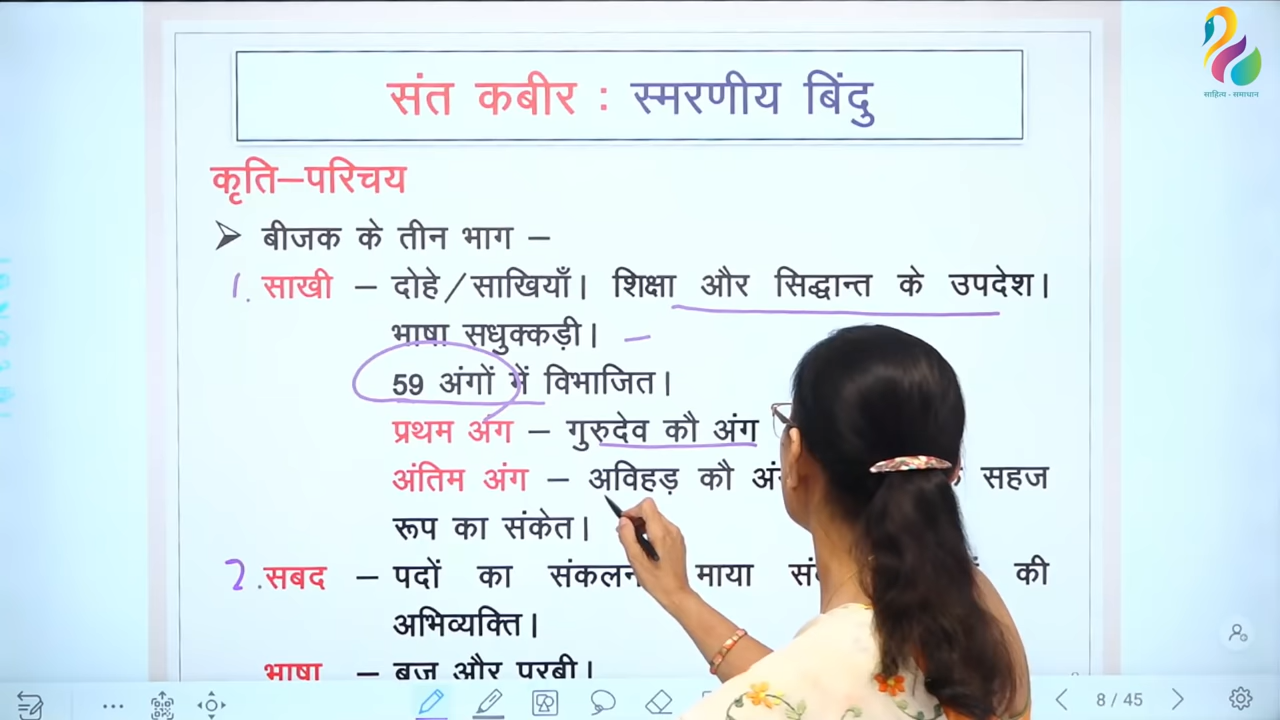 साहित्य - समाधान
संत कबीर : स्मरणीय बिंदु
कृति–परिचय
➢ बीजक के तीन भाग –
1. साखी – दोहे/साखियाँ। शिक्षा और सिद्धान्त के उपदेश।
भाषा सधुक्कड़ी। –
59 अंगों में विभाजित।
प्रथम अंग – गुरुदेव कौ अंग
अंतिम अंग – अविहड़ कौ सहज
रूप का संकेत।
2. सबद – पदों का संकलन माया की
अभिव्यक्ति।
भाषा – ब्रज और पूरबी।
8 / 45